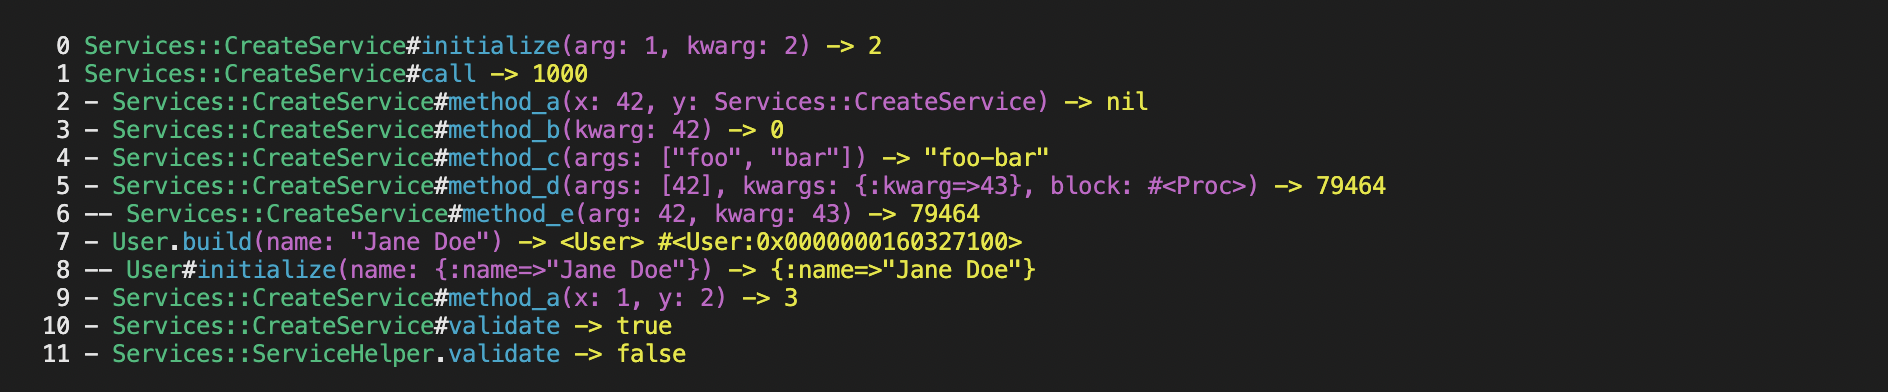 0 Services::CreateService#initialize(arg: 1, kwarg: 2) -> 2
1 Services::CreateService#call -> 1000
2 - Services::CreateService#method_a(x: 42, y: Services::CreateService) -> nil
3 - Services::CreateService#method_b(kwarg: 42) -> 0
4 - Services::CreateService#method_c(args: ["foo", "bar"]) -> "foo-bar"
5 - Services::CreateService#method_d(args: [42], kwargs: {:kwarg=>43}, block: #<Proc>) -> 79464
6 -- Services::CreateService#method_e(arg: 42, kwarg: 43) -> 79464
7 - User.build(name: "Jane Doe") -> <User> #<User:0x0000000160327100>
8 -- User#initialize(name: {:name=>"Jane Doe"}) -> {:name=>"Jane Doe"}
9 - Services::CreateService#method_a(x: 1, y: 2) -> 3
10 - Services::CreateService#validate -> true
11 - Services::ServiceHelper.validate -> false